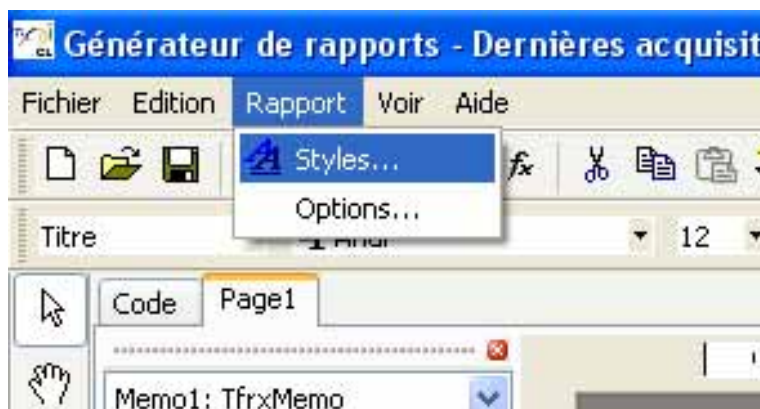 Générateur de rapports - Dernières acquisit
Fichier Edition Rapport Voir Aide
Styles...
Options...
Titre 12
Code Page1
Memo1: TfrxMemo